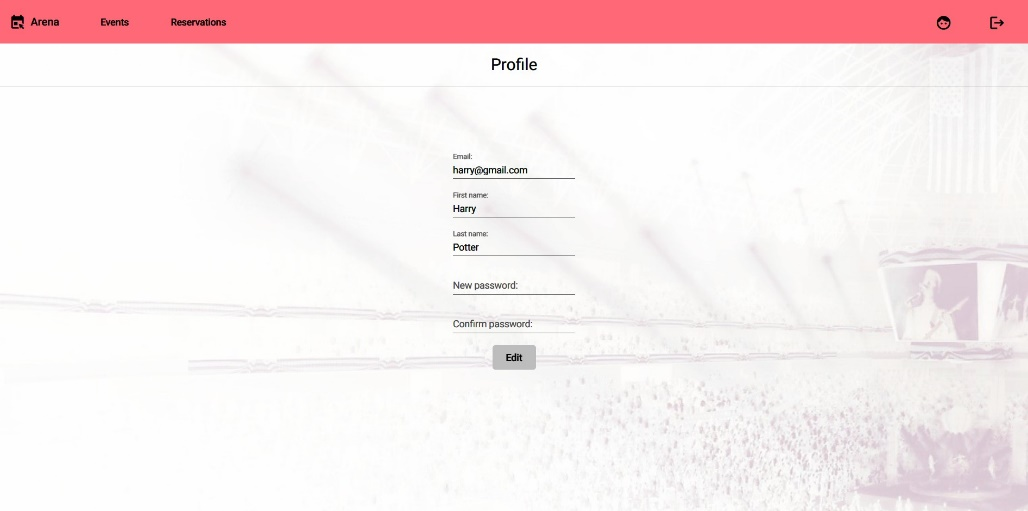 Arena Events Reservations
Profile
Email:
harry@gmail.com
First name:
Harry
Last name:
Potter
New password:
Confirm password:
Edit